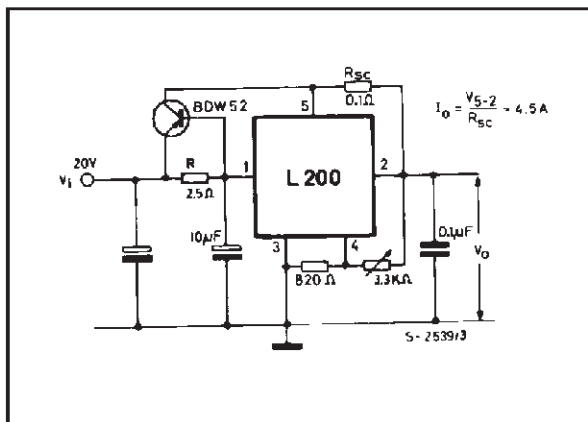 BDW52
Rsc
0.1Ω
I₀ = V₅₋₂ / Rsc = 4.5A
5
20V
Vi
R
2.5Ω
1
L200
2
10µF
3
4
820Ω
3.3KΩ
0.1µF
Vo
S-2539/3